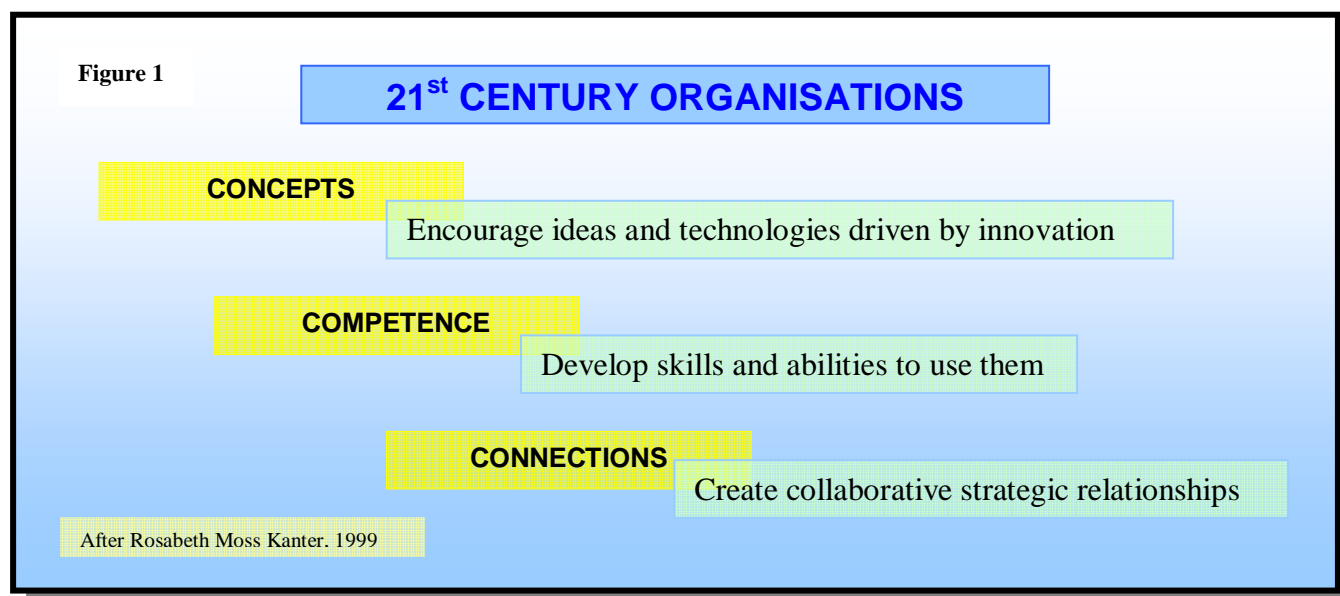 Figure 1
21st CENTURY ORGANISATIONS
CONCEPTS
Encourage ideas and technologies driven by innovation
COMPETENCE
Develop skills and abilities to use them
CONNECTIONS
Create collaborative strategic relationships
After Rosabeth Moss Kanter. 1999